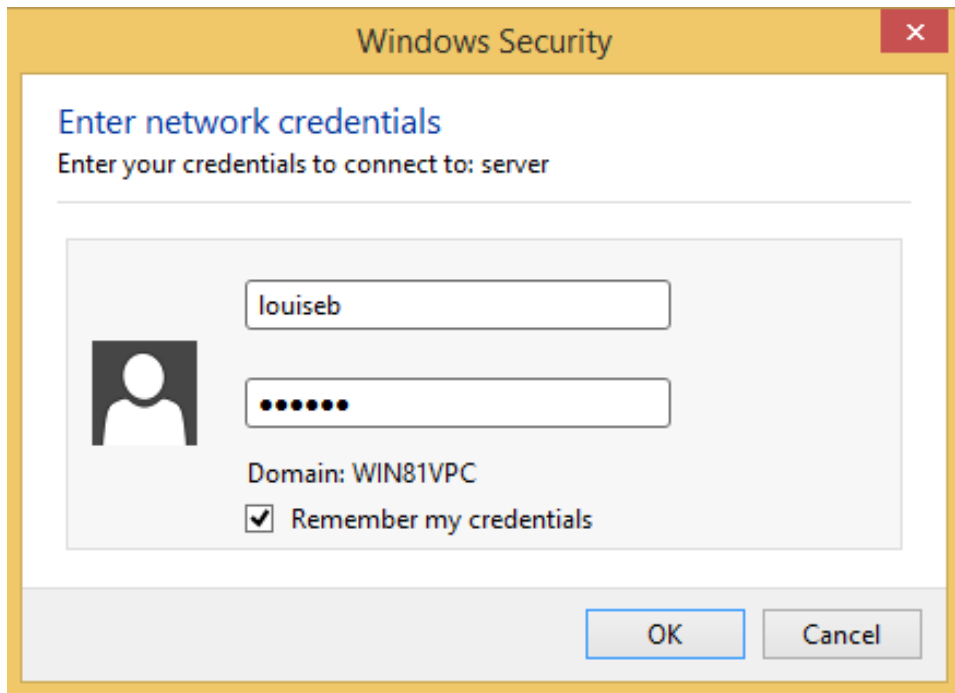 Windows Security
Enter network credentials
Enter your credentials to connect to: server
louiseb
●●●●●●
Domain: WIN81VPC
Remember my credentials
OK
Cancel